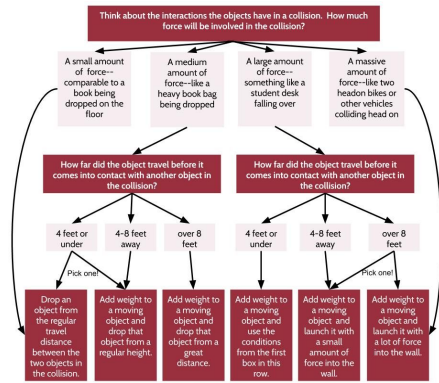 Think about the interactions the objects have in a collision. How much
force will be involved in the collision?
A small amount
of force--
comparable to a
book being
dropped on the
floor
A medium
amount of
force--like a
heavy book bag
being dropped
A large amount
of force--
something like a
student desk
falling over
A massive
amount of
force--like two
headon bikes or
other vehicles
colliding head on
How far did the object travel before it
comes into contact with another object in
the collision?
How far did the object travel before it
comes into contact with another object in
the collision?
4 feet or
under
4-8 feet
away
over 8
feet
4 feet or
under
4-8 feet
away
over 8
feet
Pick one!
Pick one!
Drop an
object from
the regular
travel
distance
between the
two objects in
the collision.
Add weight to
a moving
object and
drop that
object from a
regular height.
Add weight to
a moving
object and
drop that
object from a
great
distance.
Add weight to
a moving
object and
use the
conditions
from the first
box in this
row.
Add weight to
a moving
object and
launch it with
a small
amount of
force into the
wall.
Add weight to
a moving
object and
launch it with
a lot of force
into the wall.